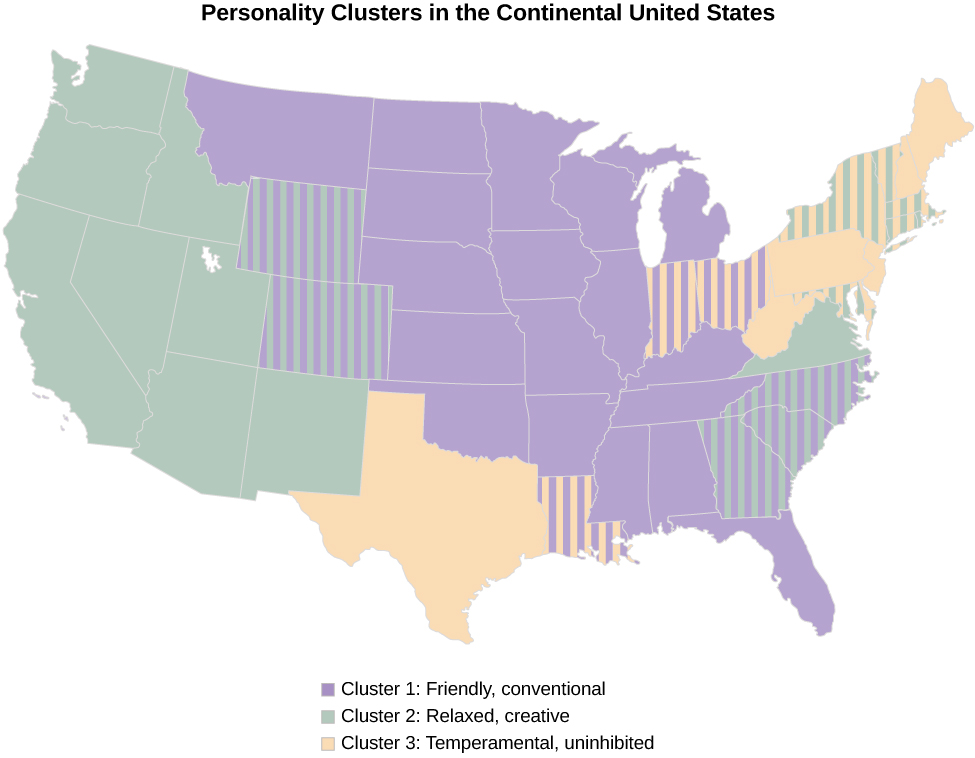 Personality Clusters in the Continental United States
Cluster 1: Friendly, conventional
Cluster 2: Relaxed, creative
Cluster 3: Temperamental, uninhibited